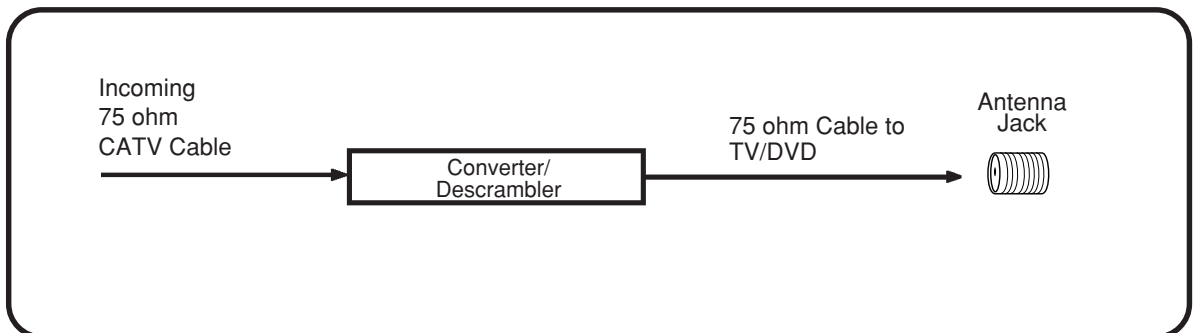 Incoming
75 ohm
CATV Cable
Converter/
Descrambler
75 ohm Cable to
TV/DVD
Antenna
Jack